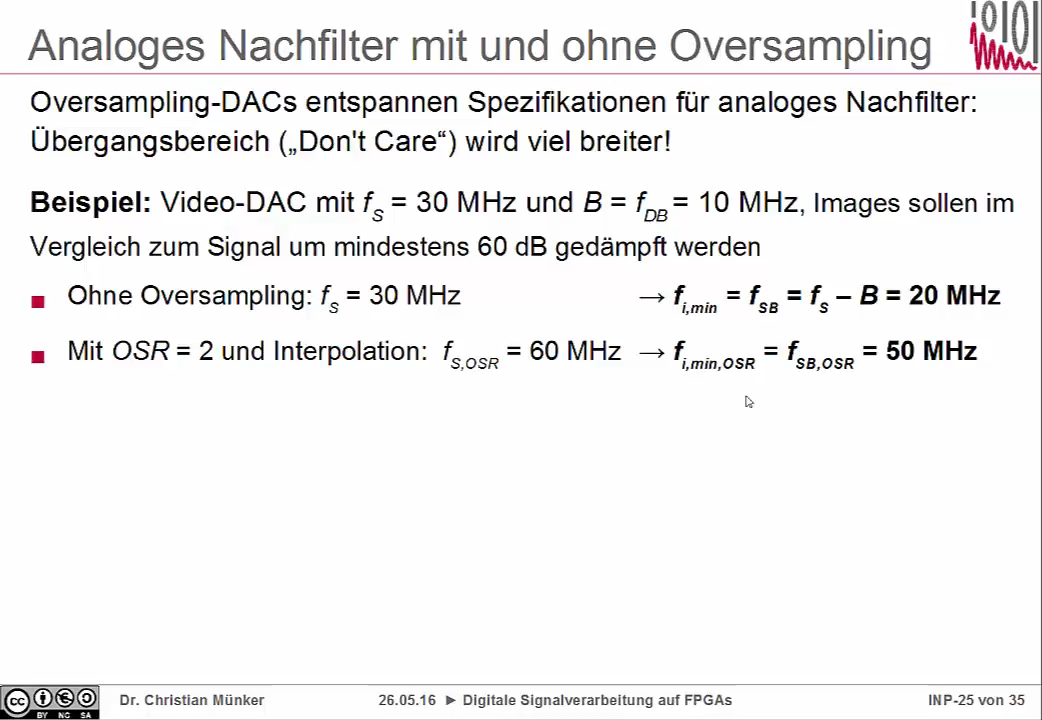 Analoges Nachfilter mit und ohne Oversampling
Oversampling-DACs entspannen Spezifikationen für analoges Nachfilter:
Übergangsbereich („Don't Care“) wird viel breiter!
Beispiel: Video-DAC mit fS = 30 MHz und B = fDB = 10 MHz, Images sollen im
Vergleich zum Signal um mindestens 60 dB gedämpft werden
Ohne Oversampling: fS = 30 MHz → fi,min = fSB = fS – B = 20 MHz
Mit OSR = 2 und Interpolation: fS,OSR = 60 MHz → fi,min,OSR = fSB,OSR = 50 MHz
cc BY NC SA Dr. Christian Münker 26.05.16 ► Digitale Signalverarbeitung auf FPGAs INP-25 von 35